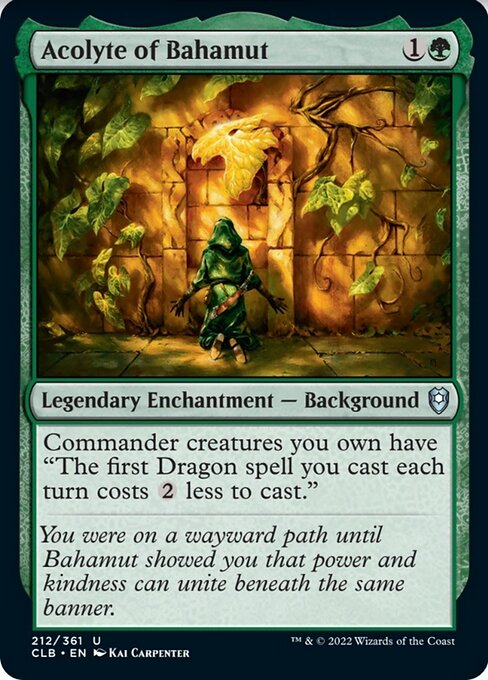 Acolyte of Bahamut 1
Legendary Enchantment — Background
Commander creatures you own have
“The first Dragon spell you cast each
turn costs 2 less to cast.”
You were on a wayward path until
Bahamut showed you that power and
kindness can unite beneath the same
banner.
212/361 U
CLB • EN KAI CARPENTER
™ & © 2022 Wizards of the Coast